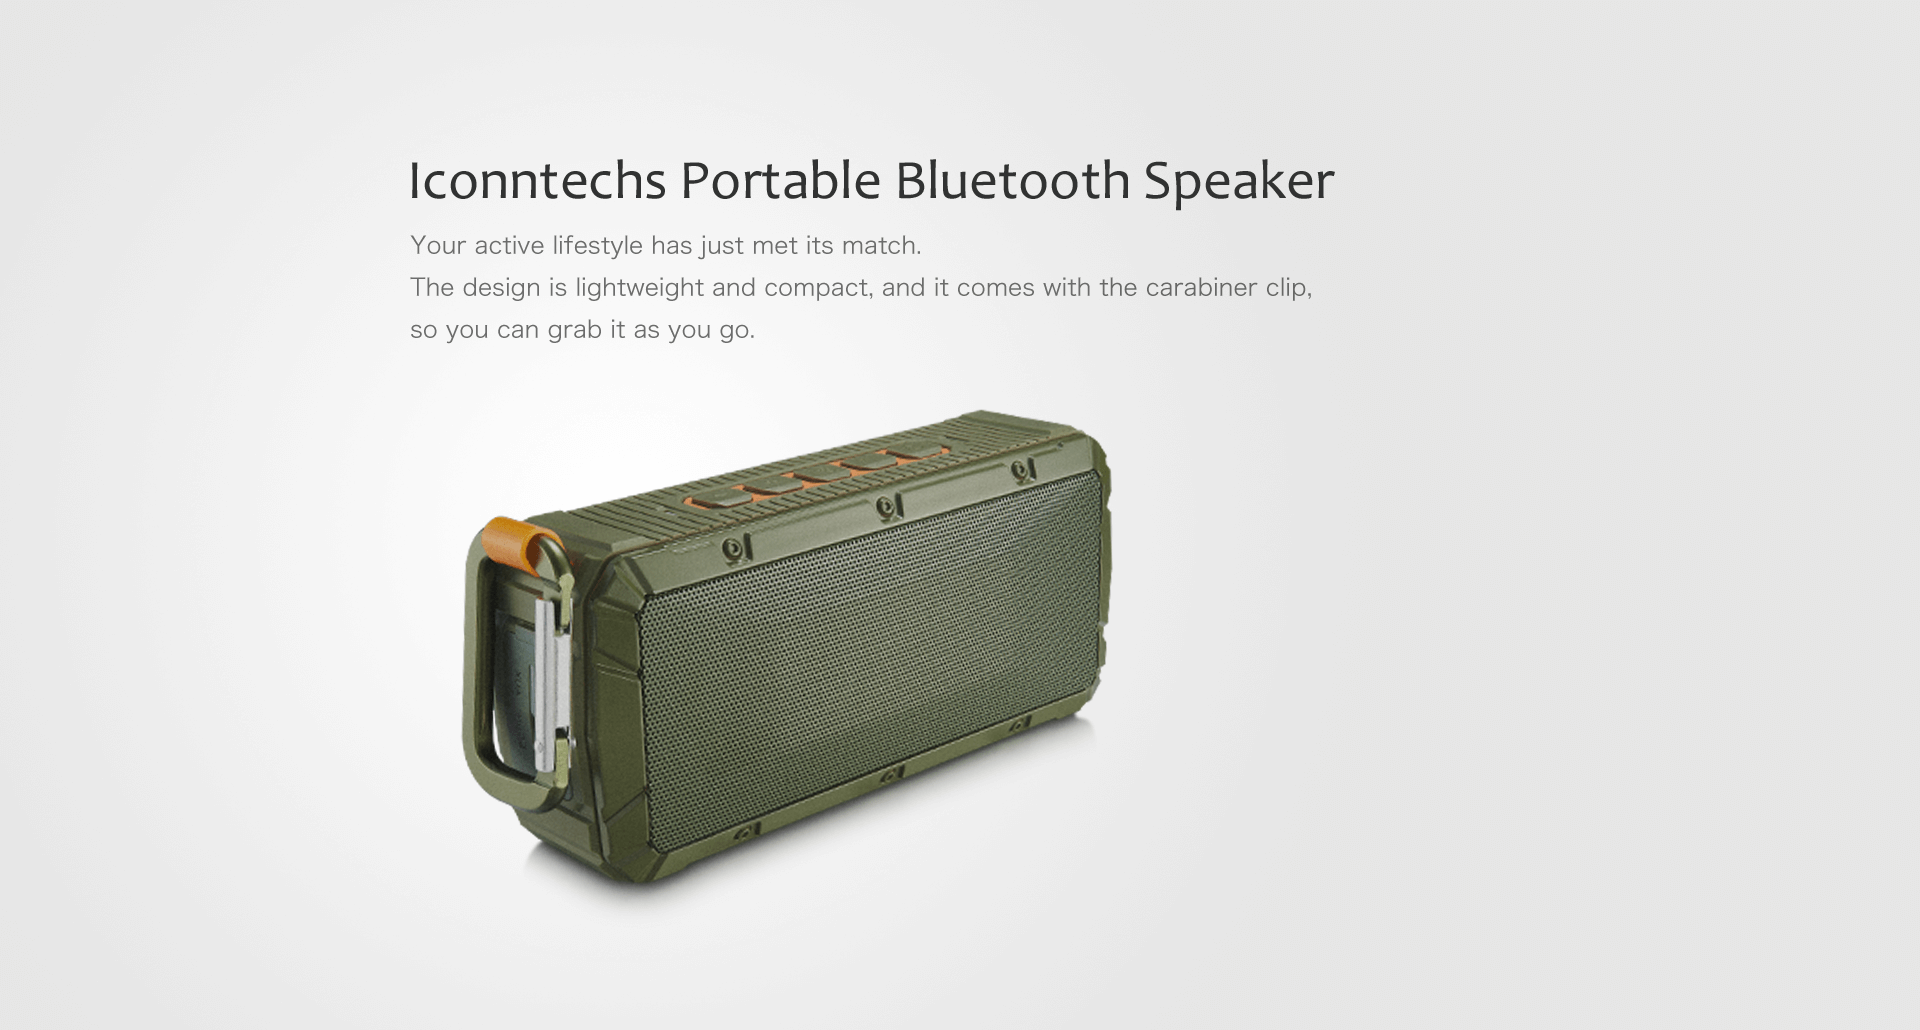 Iconntechs Portable Bluetooth Speaker
Your active lifestyle has just met its match.
The design is lightweight and compact, and it comes with the carabiner clip,
so you can grab it as you go.